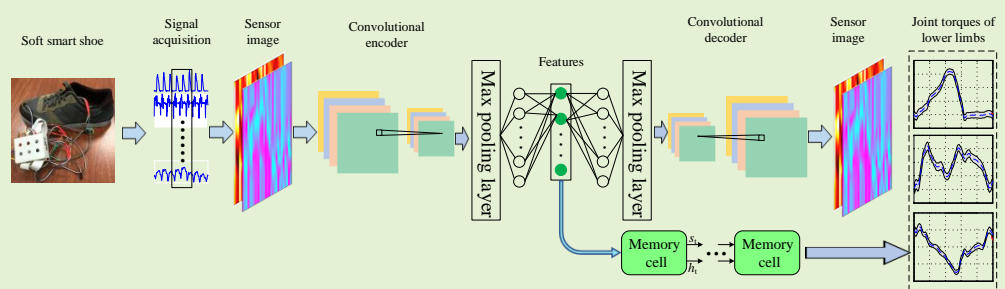 Soft smart shoe
Signal
acquisition
Sensor
image
Convolutional
encoder
Max pooling layer
Features
Max pooling layer
Convolutional
decoder
Sensor
image
Joint torques of
lower limbs
Memory
cell
s_t
h_t
Memory
cell